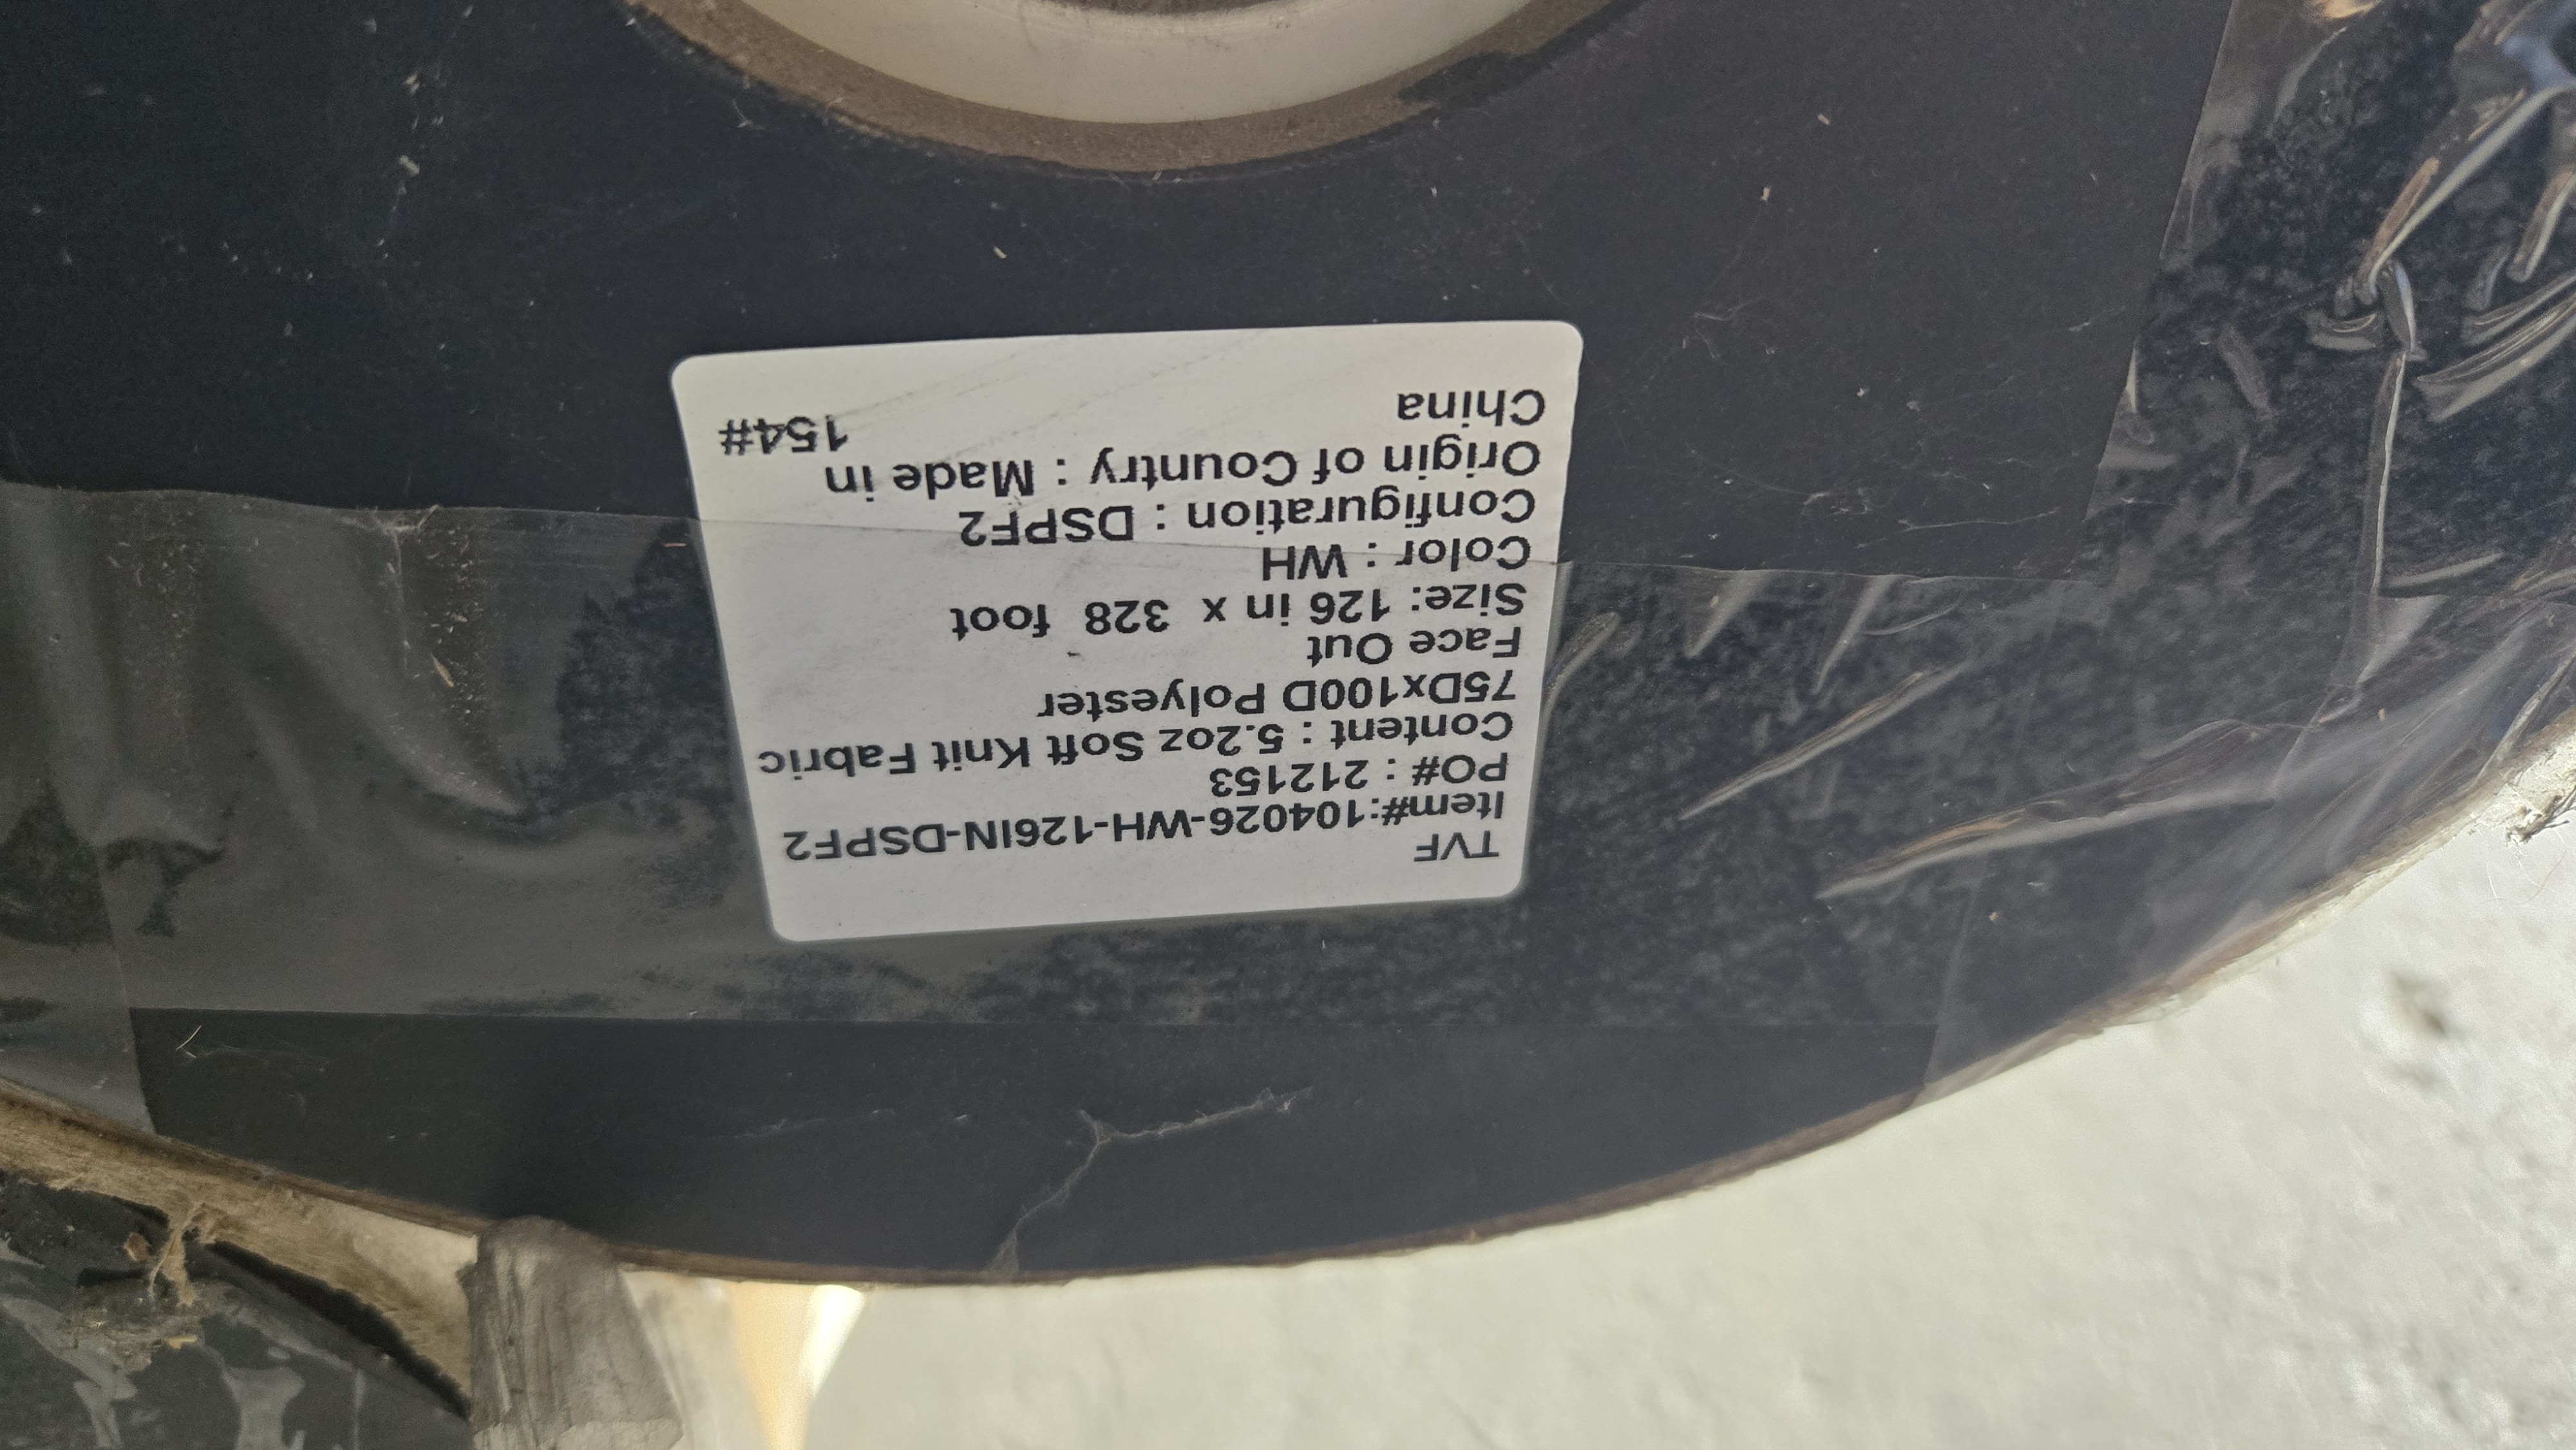 TVF
Item#:104026-WH-126IN-DSPF2
PO# : 212153
Content : 5.2oz Soft Knit Fabric
75Dx100D Polyester
Face Out
Size: 126 in x 328 foot
Color : WH
Configuration : DSPF2
Origin of Country : Made in
China
154#